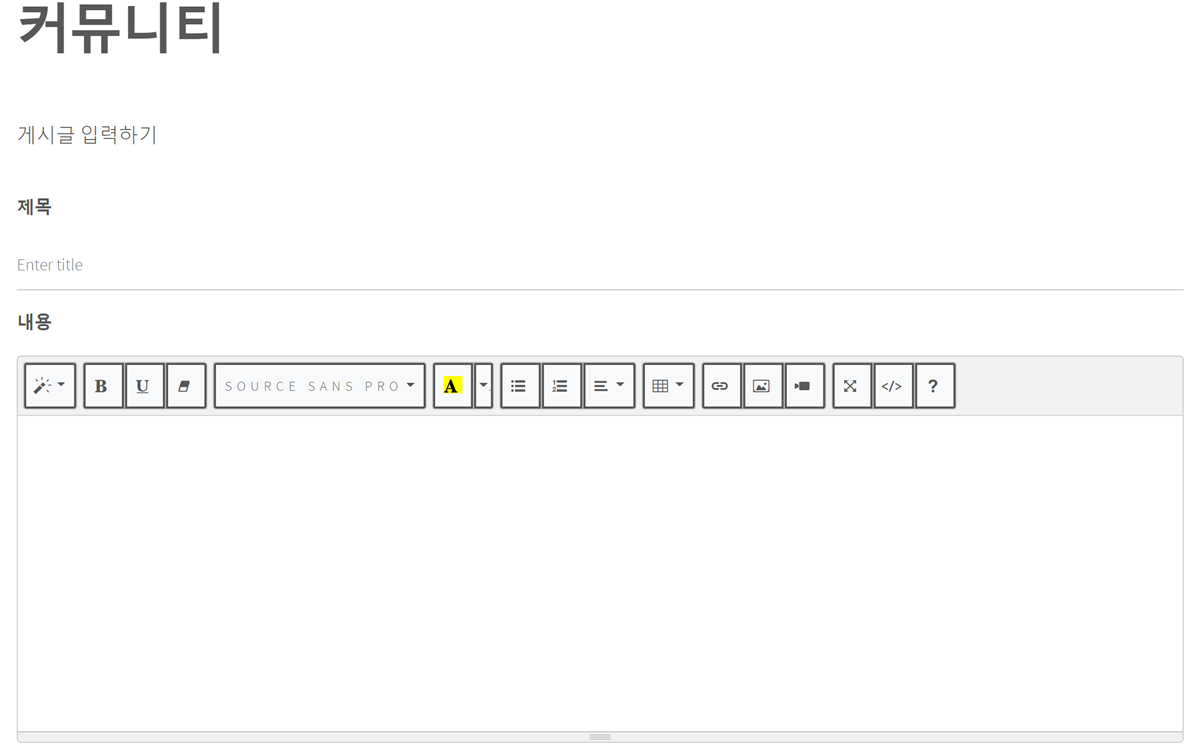 커뮤니티
게시글 입력하기
제목
Enter title
내용
B U SOURCE SANS PRO A </> ?